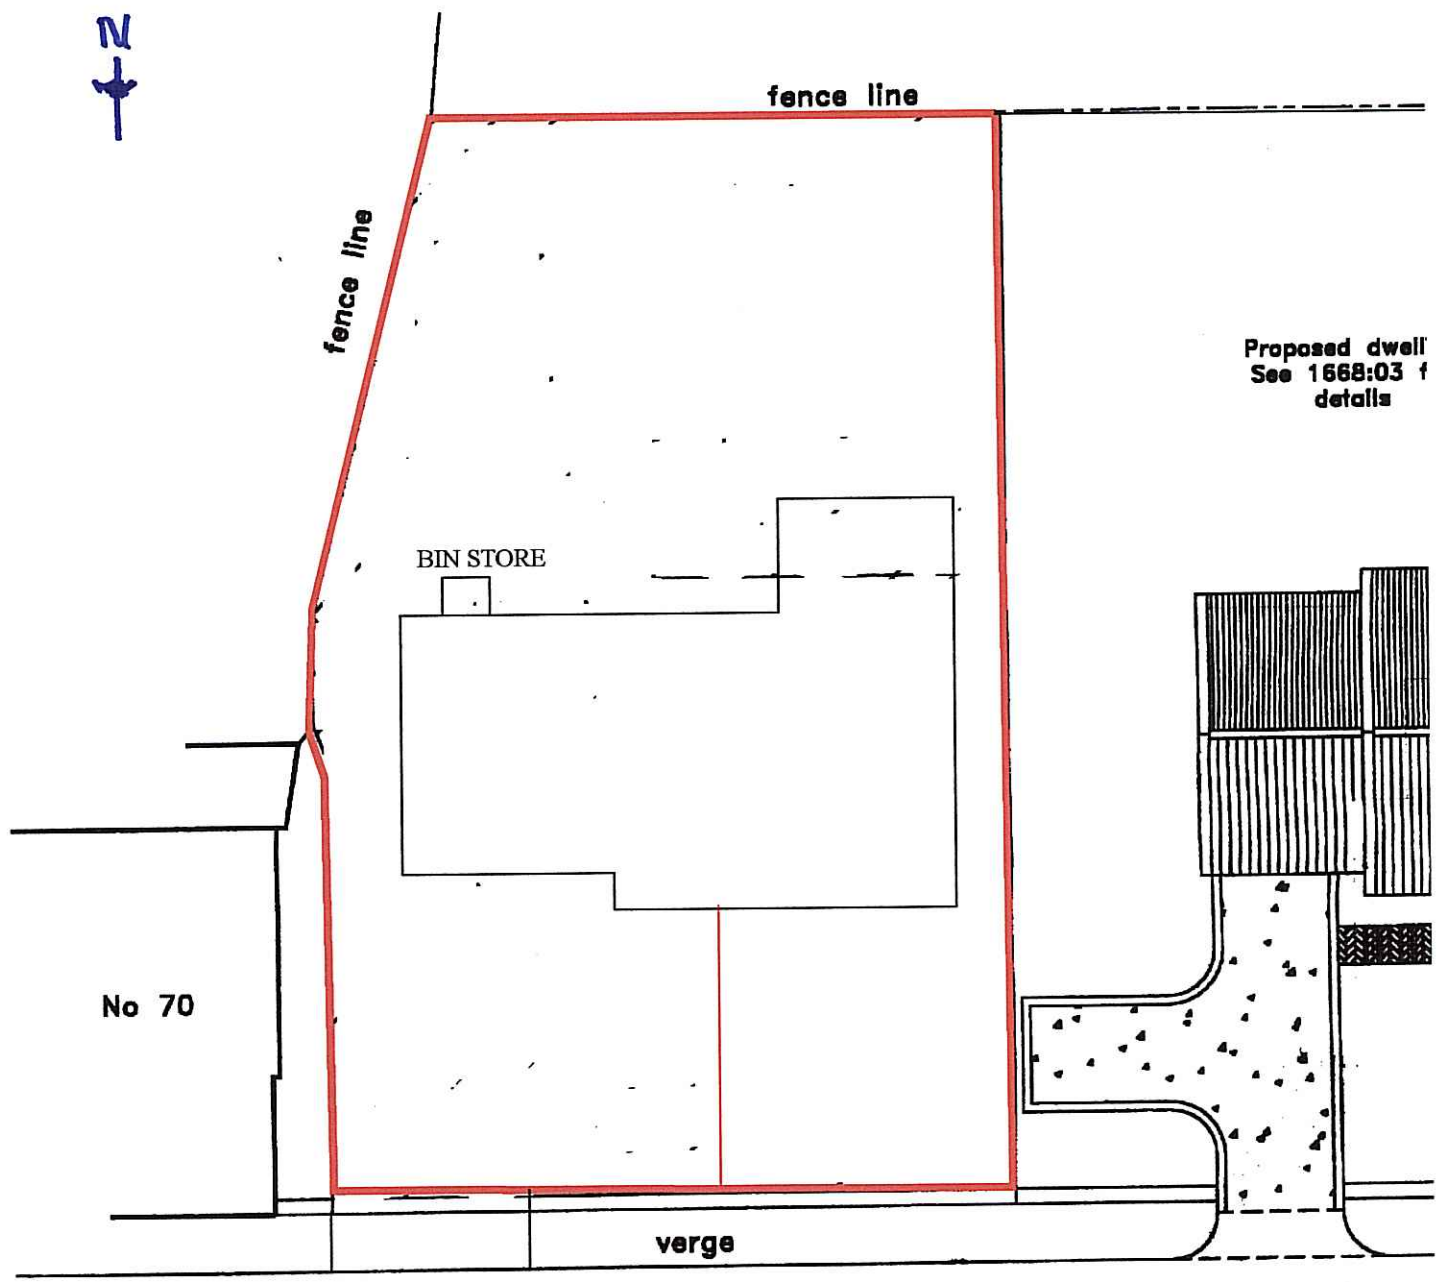 N
fence line
fence line
Proposed dwell
See 1668:03 f
details
BIN STORE
No 70
verge